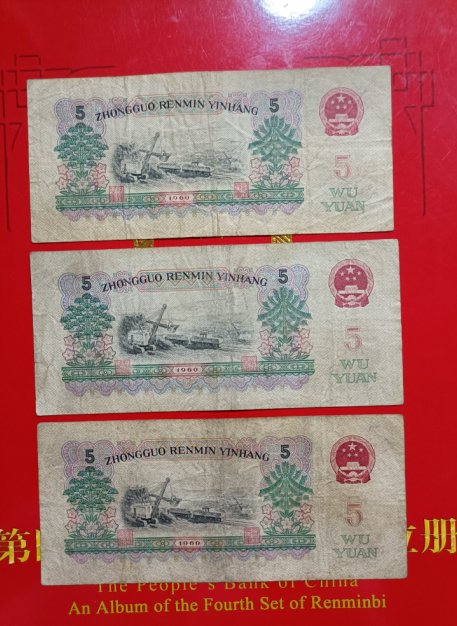 5 ZHONGGUO RENMIN YINHANG 5
5
WU
YUAN
1960
5 ZHONGGUO RENMIN YINHANG 5
5
WU
YUAN
1960
5 ZHONGGUO RENMIN YINHANG 5
5
WU
YUAN
1960
第 册
The People's Bank of China
An Album of the Fourth Set of Renminbi